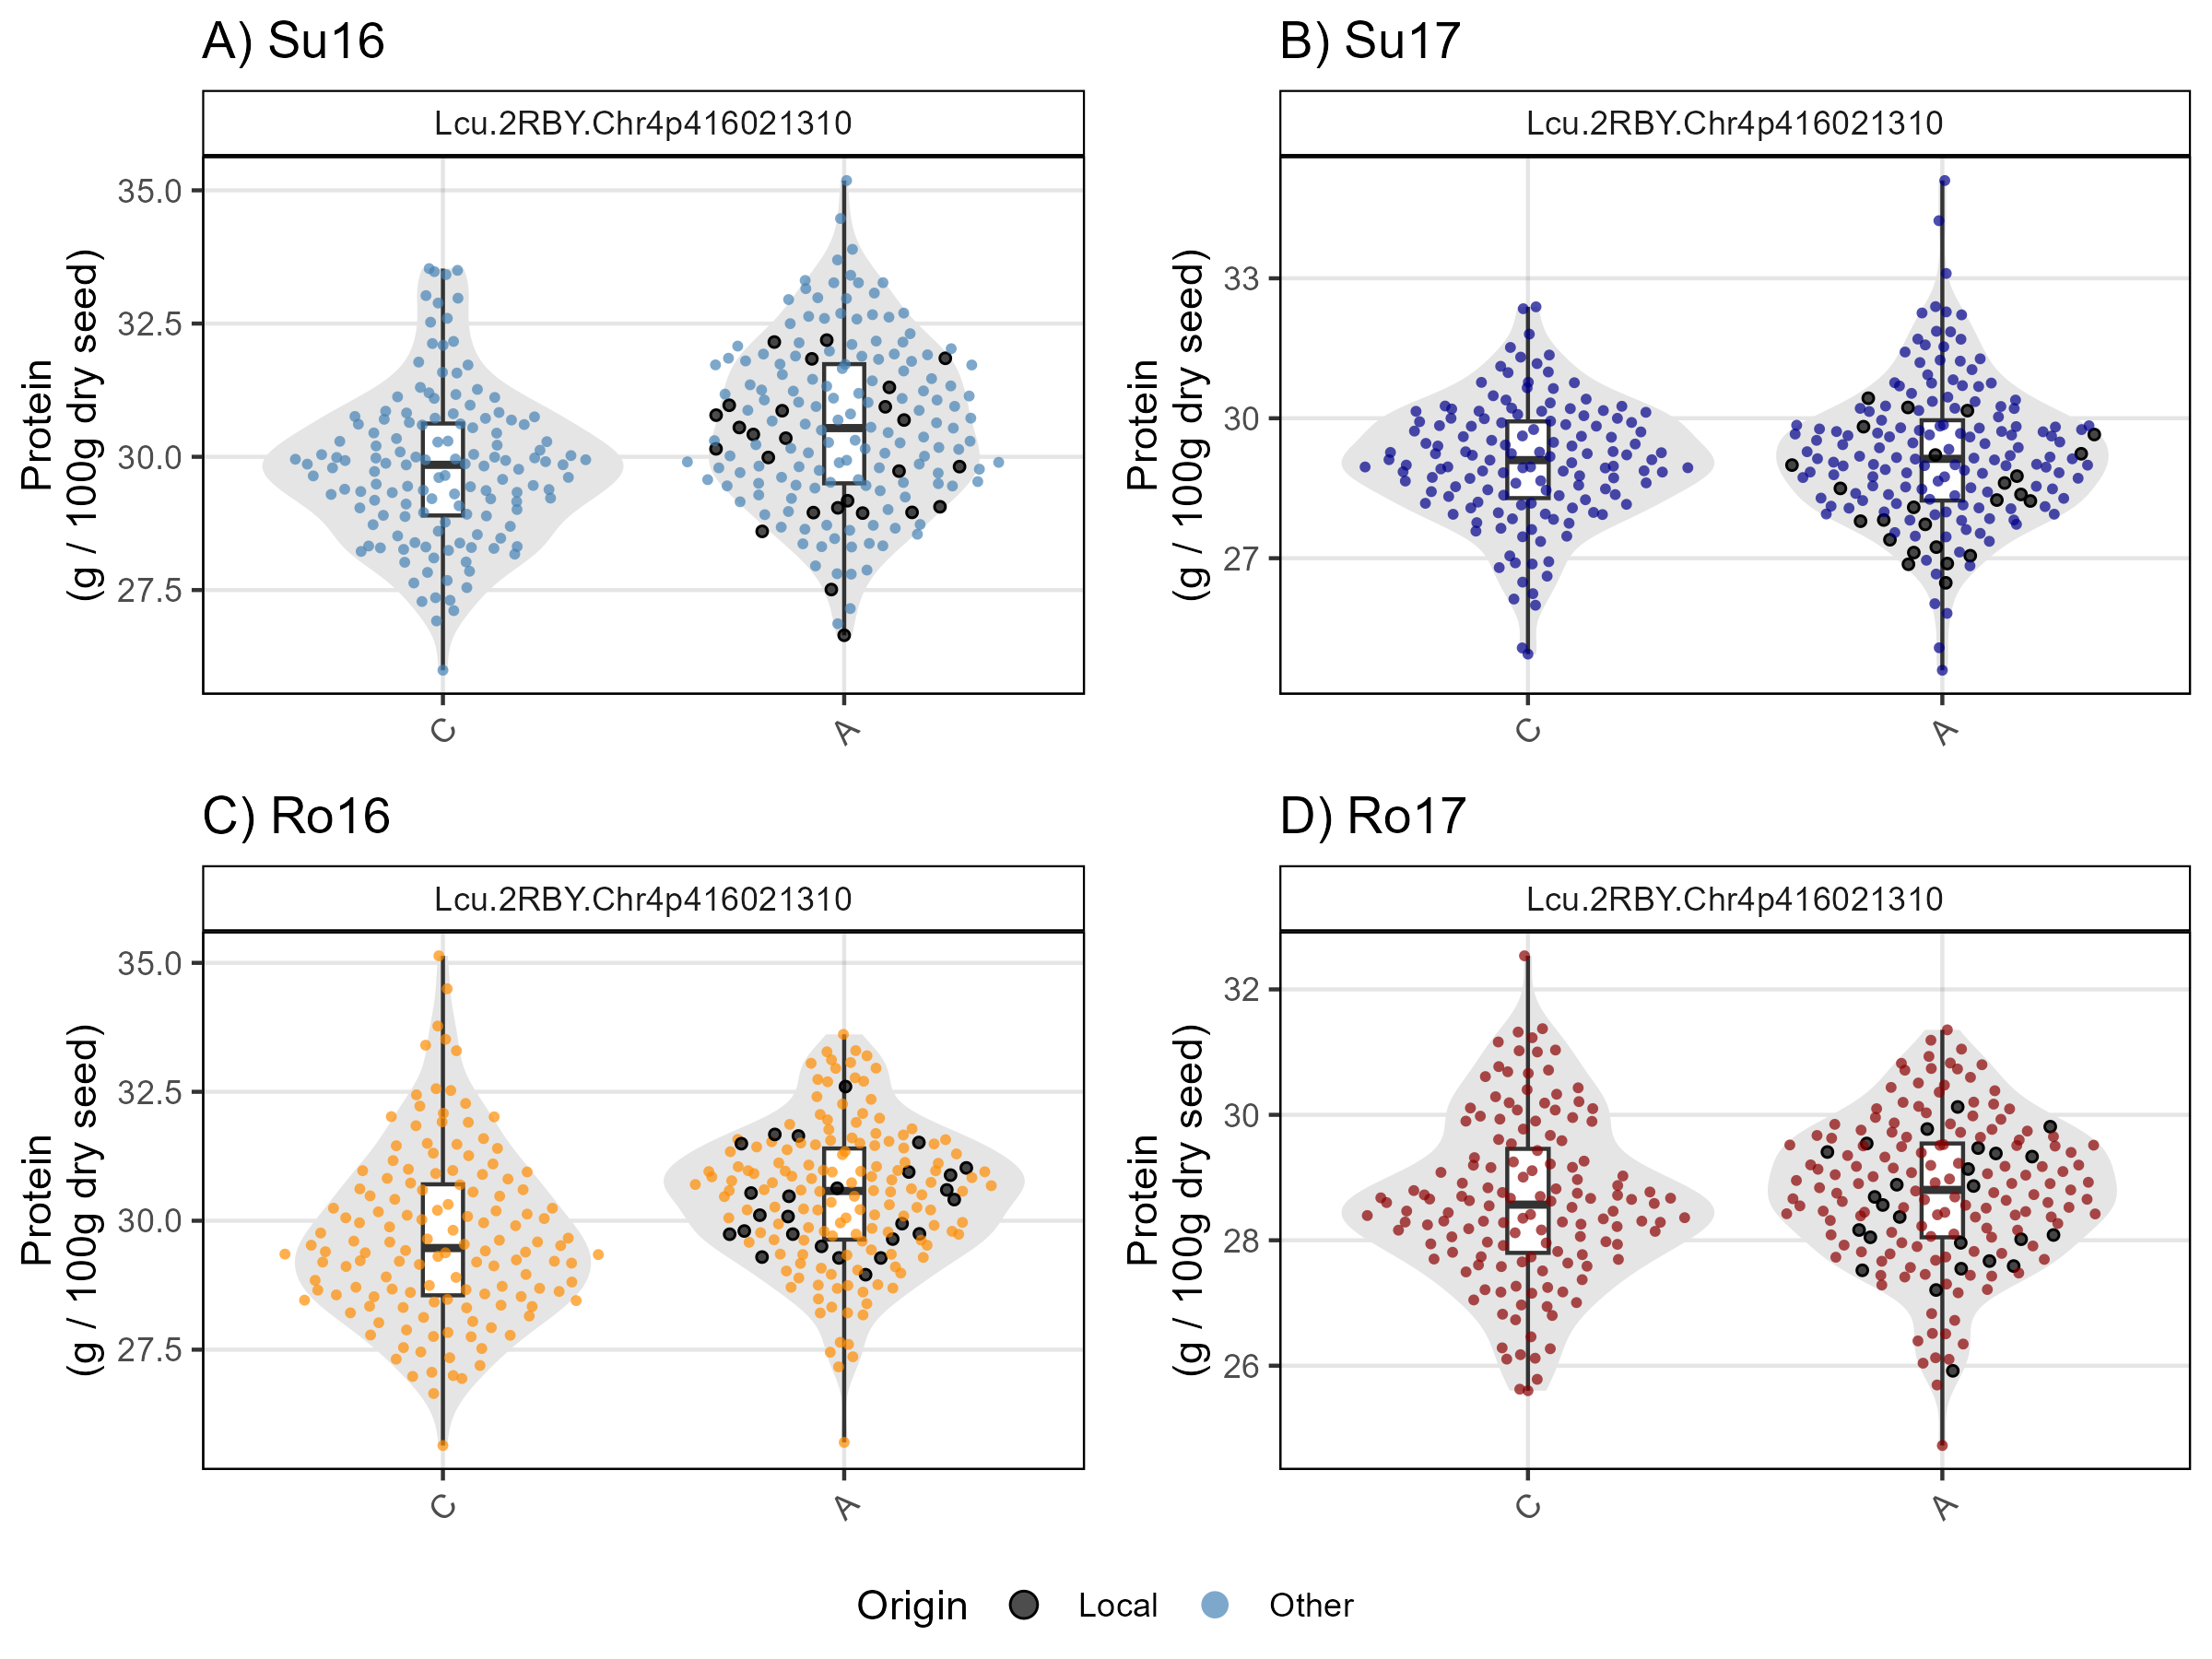 A) Su16
Lcu.2RBY.Chr4p416021310
Protein
(g / 100g dry seed)
35.0
32.5
30.0
27.5
C
A
B) Su17
Lcu.2RBY.Chr4p416021310
Protein
(g / 100g dry seed)
33
30
27
C
A
C) Ro16
Lcu.2RBY.Chr4p416021310
Protein
(g / 100g dry seed)
35.0
32.5
30.0
27.5
C
A
D) Ro17
Lcu.2RBY.Chr4p416021310
Protein
(g / 100g dry seed)
32
30
28
26
C
A
Origin Local Other